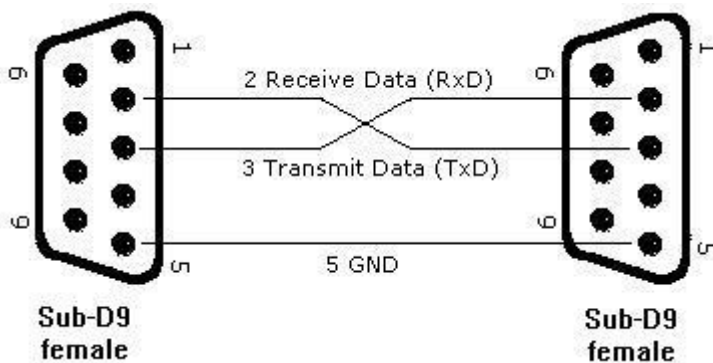 1
6
2 Receive Data (RxD)
3 Transmit Data (TxD)
9
5
5 GND
Sub-D9
female
1
6
9
5
Sub-D9
female